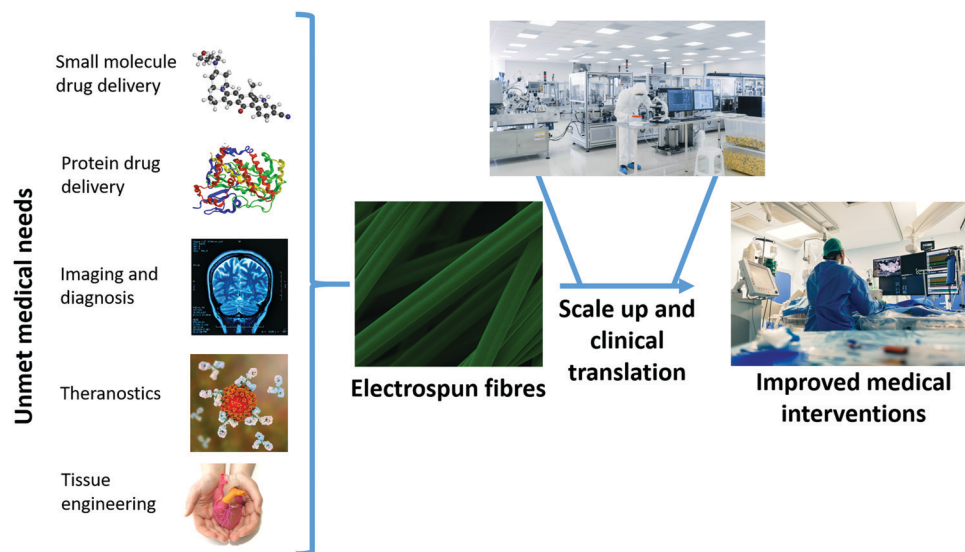 Unmet medical needs
Small molecule
drug delivery
Protein drug
delivery
Imaging and
diagnosis
Theranostics
Tissue
engineering
Electrospun fibres
Scale up and
clinical
translation
Improved medical
interventions